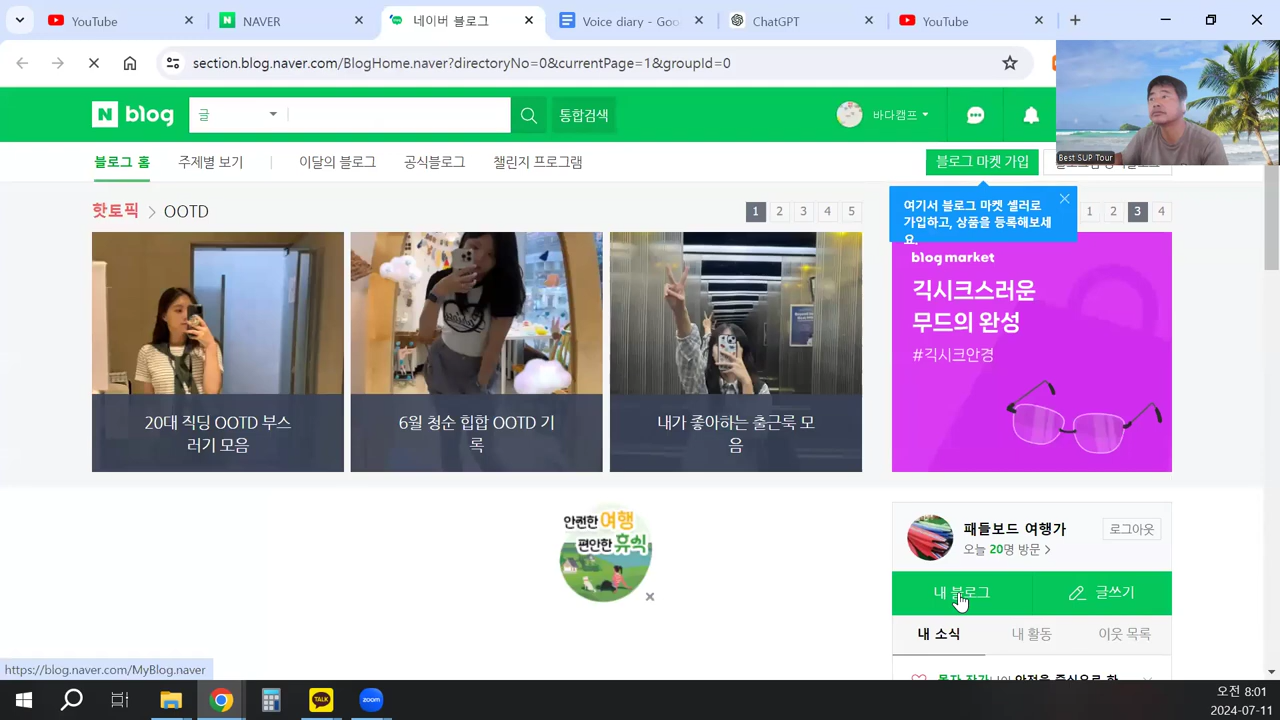 YouTube
NAVER
네이버 블로그
Voice diary - Goo
ChatGPT
YouTube
section.blog.naver.com/BlogHome.naver?directoryNo=0&currentPage=1&groupId=0
Best SUP Tour
N blog
글
통합검색
바다캠프
블로그 홈
주제별 보기
이달의 블로그
공식블로그
챌린지 프로그램
블로그 마켓 가입
여기서 블로그 마켓 셀러로
가입하고, 상품을 등록해보세
요.
핫토픽 > OOTD
1 2 3 4 5
1 2 3 4
20대 직딩 OOTD 부스
러기 모음
6월 청순 힙합 OOTD 기
록
내가 좋아하는 출근룩 모
음
blog market
긱시크스러운
무드의 완성
#긱시크안경
안전한 여행
편안한 휴식
패들보드 여행가
로그아웃
오늘 20명 방문 >
내 블로그
글쓰기
내 소식
내 활동
이웃 목록
https://blog.naver.com/MyBlog.naver
TALK
zoom
오전 8:01
2024-07-11